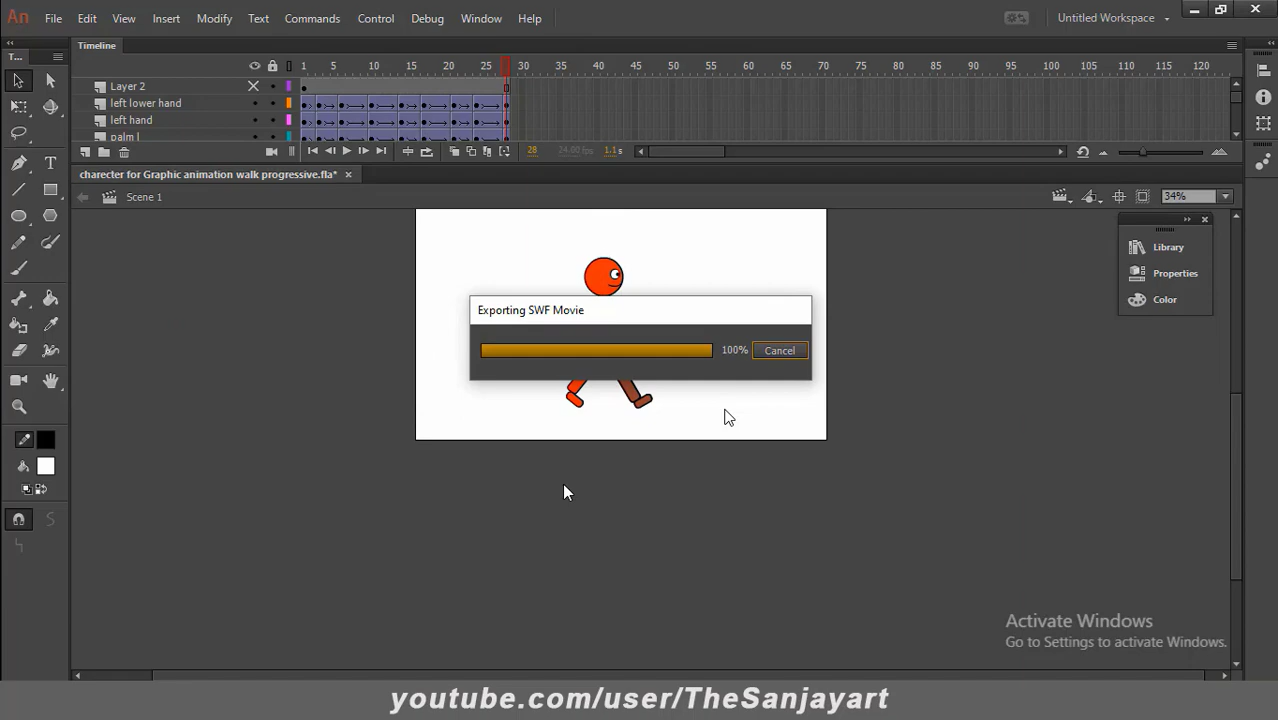 An File Edit View Insert Modify Text Commands Control Debug Window Help Untitled Workspace
T... Timeline
1 5 10 15 20 25 30 35 40 45 50 55 60 65 70 75 80 85 90 95 100 105 110 115 120
Layer 2
left lower hand
left hand
palm l
28 24.00 fps 1.1 s
charecter for Graphic animation walk progressive.fla*
Scene 1 34%
Library
Properties
Color
Exporting SWF Movie
100% Cancel
Activate Windows
Go to Settings to activate Windows.
youtube.com/user/TheSanjayart